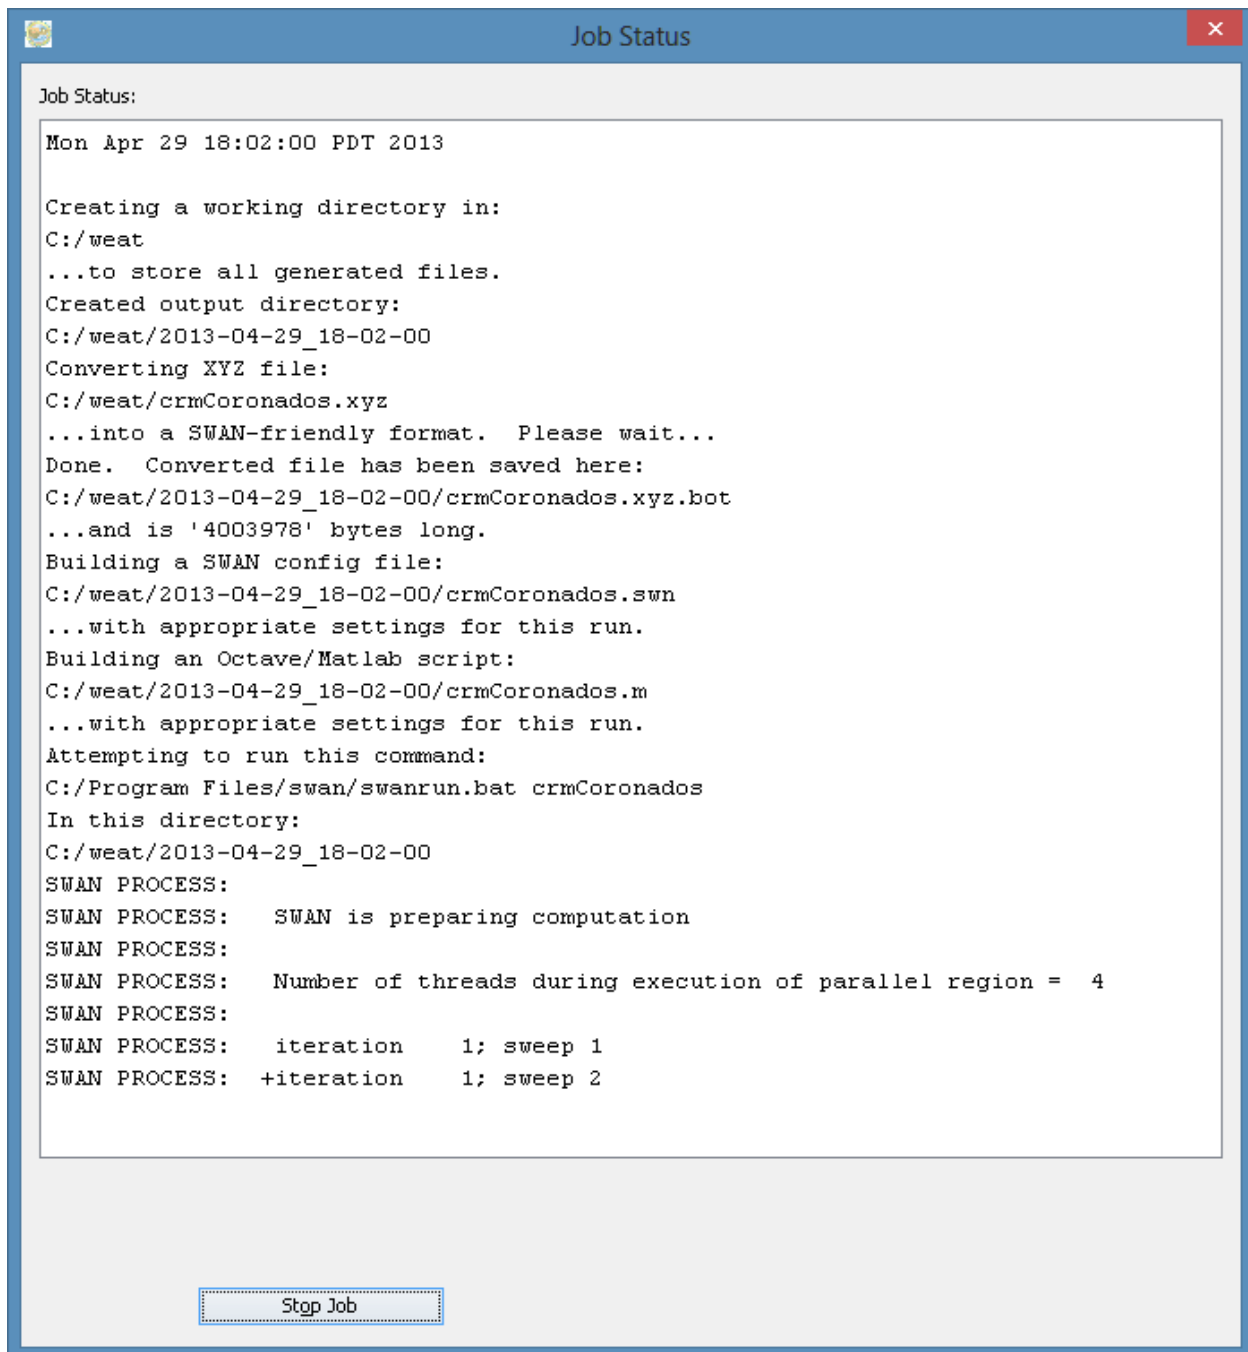 Job Status
Job Status:
Mon Apr 29 18:02:00 PDT 2013
Creating a working directory in:
C:/weat
...to store all generated files.
Created output directory:
C:/weat/2013-04-29_18-02-00
Converting XYZ file:
C:/weat/crmCoronados.xyz
...into a SWAN-friendly format.  Please wait...
Done.  Converted file has been saved here:
C:/weat/2013-04-29_18-02-00/crmCoronados.xyz.bot
...and is '4003978' bytes long.
Building a SWAN config file:
C:/weat/2013-04-29_18-02-00/crmCoronados.swn
...with appropriate settings for this run.
Building an Octave/Matlab script:
C:/weat/2013-04-29_18-02-00/crmCoronados.m
...with appropriate settings for this run.
Attempting to run this command:
C:/Program Files/swan/swanrun.bat crmCoronados
In this directory:
C:/weat/2013-04-29_18-02-00
SWAN PROCESS:
SWAN PROCESS:   SWAN is preparing computation
SWAN PROCESS:
SWAN PROCESS:   Number of threads during execution of parallel region =  4
SWAN PROCESS:
SWAN PROCESS:   iteration    1; sweep 1
SWAN PROCESS:  +iteration    1; sweep 2
Stop Job